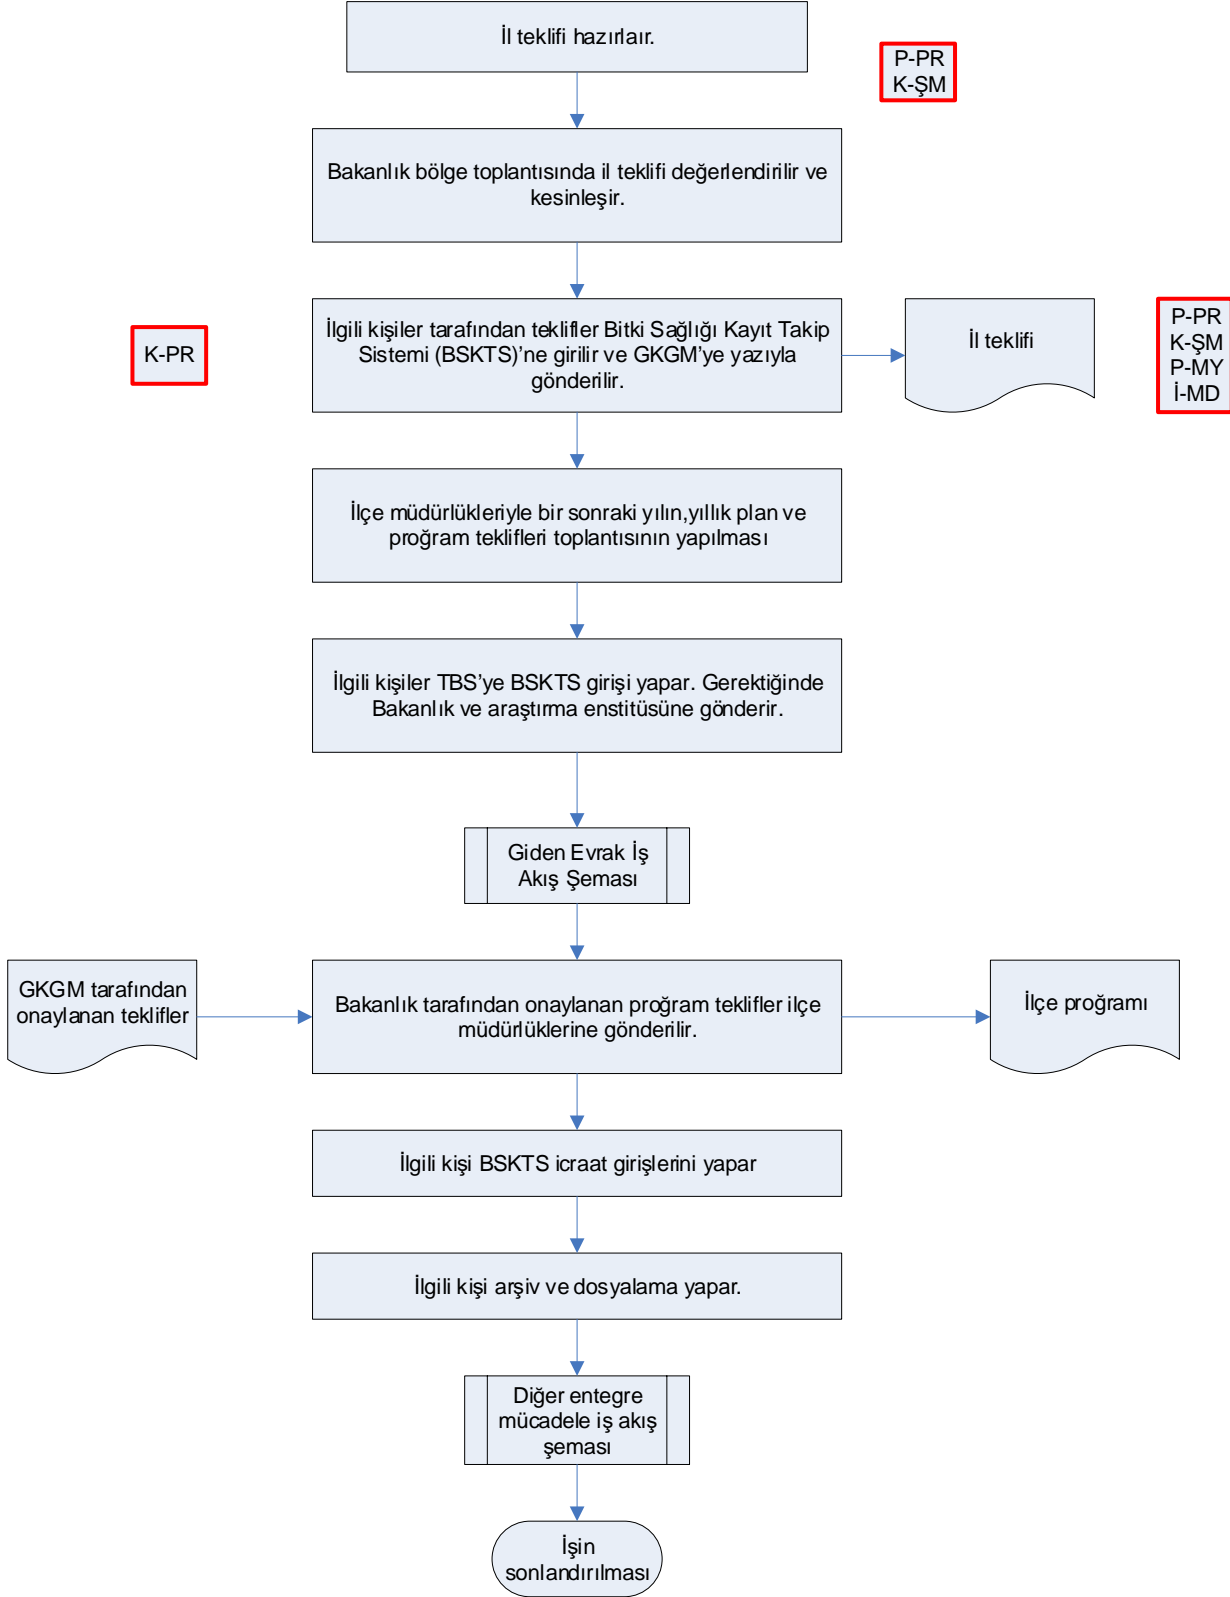 İl teklifi hazırlaır.
P-PR
K-ŞM
Bakanlık bölge toplantısında il teklifi değerlendirilir ve
kesinleşir.
K-PR
İlgili kişiler tarafından teklifler Bitki Sağlığı Kayıt Takip
Sistemi (BSKTS)’ne girilir ve GKGM’ye yazıyla
gönderilir.
İl teklifi
P-PR
K-ŞM
P-MY
İ-MD
İlçe müdürlükleriyle bir sonraki yılın,yıllık plan ve
proğram teklifleri toplantısının yapılması
İlgili kişiler TBS’ye BSKTS girişi yapar. Gerektiğinde
Bakanlık ve araştırma enstitüsüne gönderir.
Giden Evrak İş
Akış Şeması
GKGM tarafından
onaylanan teklifler
Bakanlık tarafından onaylanan proğram teklifler ilçe
müdürlüklerine gönderilir.
İlçe proğramı
İlgili kişi BSKTS icraat girişlerini yapar
İlgili kişi arşiv ve dosyalama yapar.
Diğer entegre
mücadele iş akış
şeması
İşin
sonlandırılması